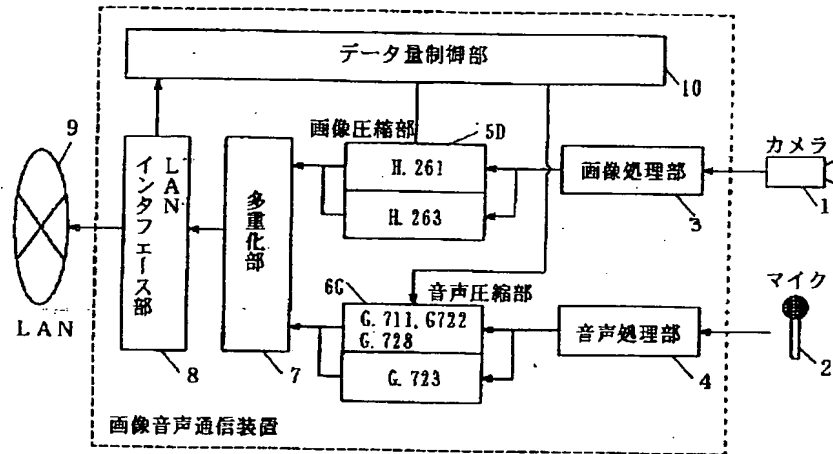 データ量制御部
10
9
画像圧縮部
5D
カメラ
LAN
インタフェース部
多重化部
H.261
H.263
画像処理部
1
3
6G
音声圧縮部
マイク
G.711.G722
G.728
G.723
音声処理部
LAN
8
7
4
2
画像音声通信装置